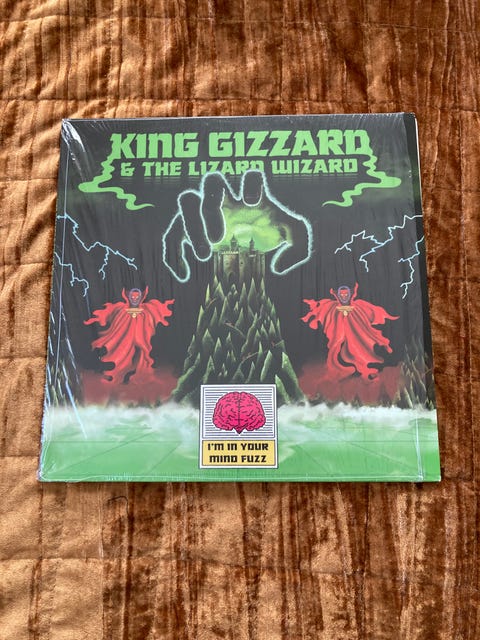 KING GIZZARD
& THE LIZARD WIZARD
I'M IN YOUR
MIND FUZZ